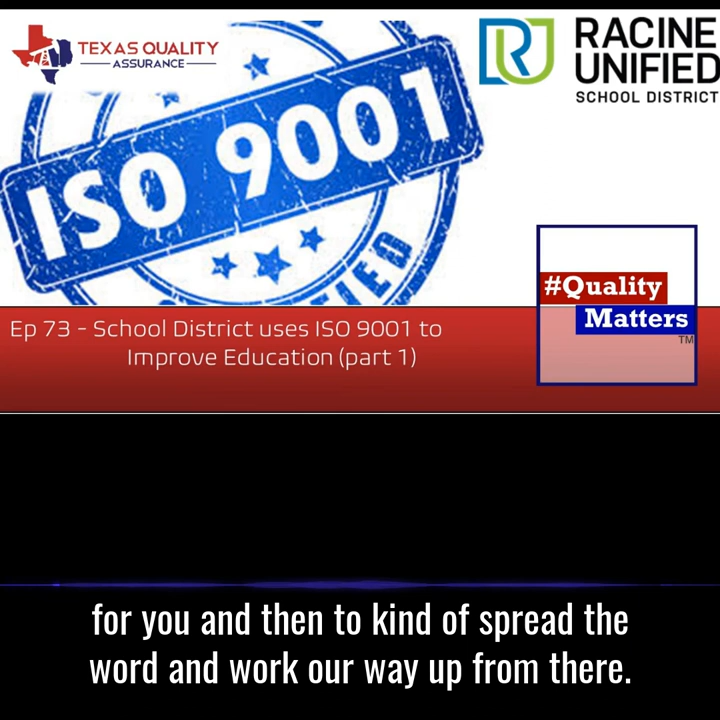 TEXAS QUALITY
ASSURANCE
RACINE
UNIFIED
SCHOOL DISTRICT
ISO 9001
#Quality
Matters
TM
Ep 73 - School District uses ISO 9001 to
Improve Education (part 1)
for you and then to kind of spread the
word and work our way up from there.